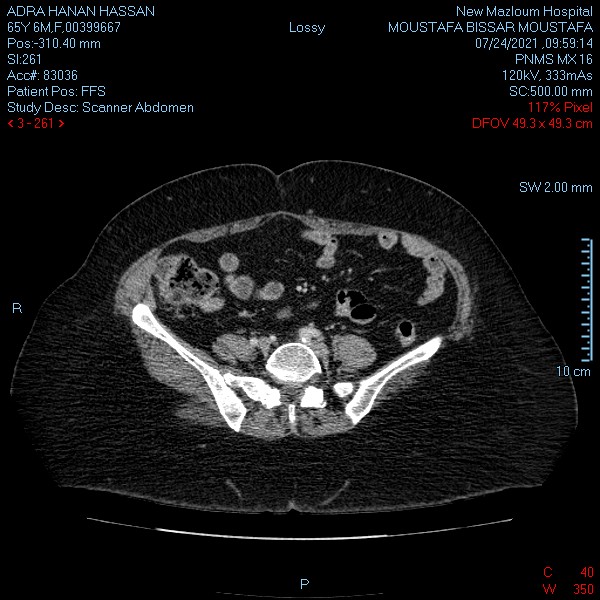 ADRA HANAN HASSAN
65Y 6M,F,00399667
Pos:-310.40 mm
SI:261
Acc#: 83036
Patient Pos: FFS
Study Desc: Scanner Abdomen
< 3 - 261 >
Lossy
New Mazloum Hospital
MOUSTAFA BISSAR MOUSTAFA
07/24/2021 ,09:59:14
PNMS MX 16
120kV, 333mAs
SC:500.00 mm
117% Pixel
DFOV 49.3 x 49.3 cm
SW 2.00 mm
R
10 cm
P
C 40
W 350